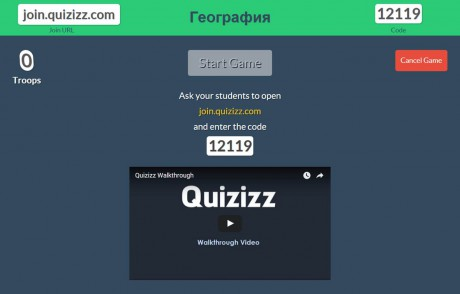 join.quizizz.com
Join URL
География
12119
Code
0
Troops
Start Game
Cancel Game
Ask your students to open
join.quizizz.com
and enter the code
12119
Quizizz Walkthrough
Quizizz
Walkthrough Video